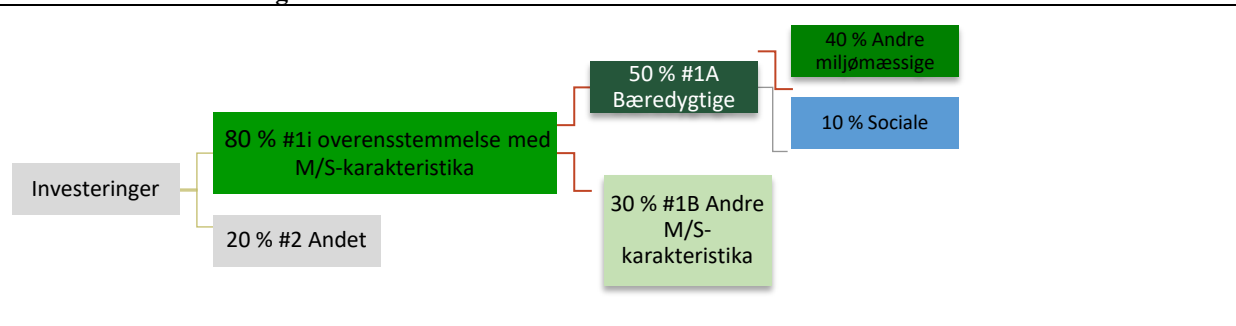 Investeringer
80 % #1i overensstemmelse med
M/S-karakteristika
20 % #2 Andet
50 % #1A
Bæredygtige
30 % #1B Andre
M/S-
karakteristika
40 % Andre
miljømæssige
10 % Sociale